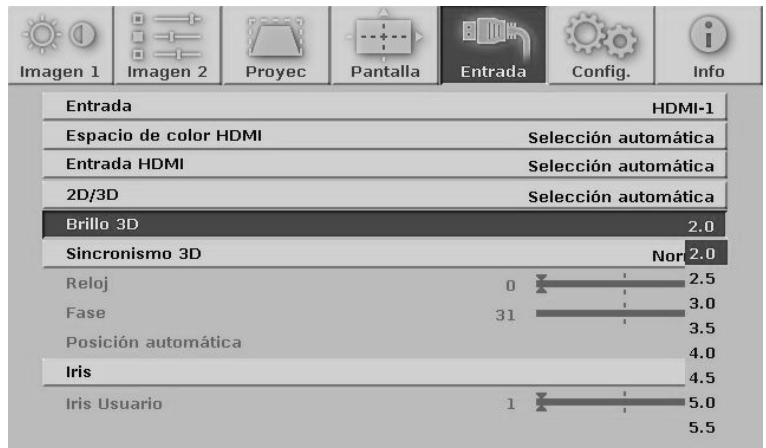 Imagen 1 Imagen 2 Proyec Pantalla Entrada Config. Info
Entrada HDMI-1
Espacio de color HDMI Selección automática
Entrada HDMI Selección automática
2D/3D Selección automática
Brillo 3D 2.0
Sincronismo 3D Nor 2.0
Reloj 0 2.5
Fase 31 3.0
3.5
Posición automática
4.0
Iris 4.5
Iris Usuario 1 5.0
5.5